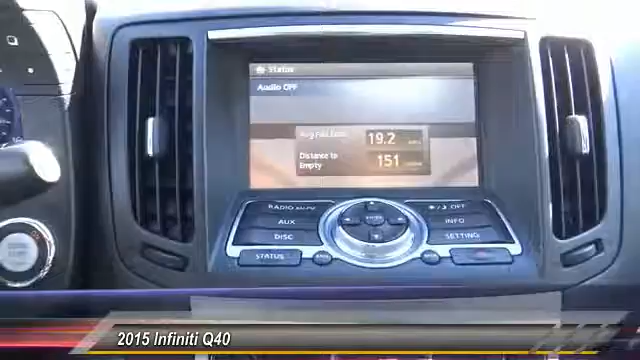 Status
Audio OFF
Avg Fuel Econ
19.2
Distance to
Empty
151
RADIO
OFF
AUX
INFO
DISC
SETTING
STATUS
2015 Infiniti Q40